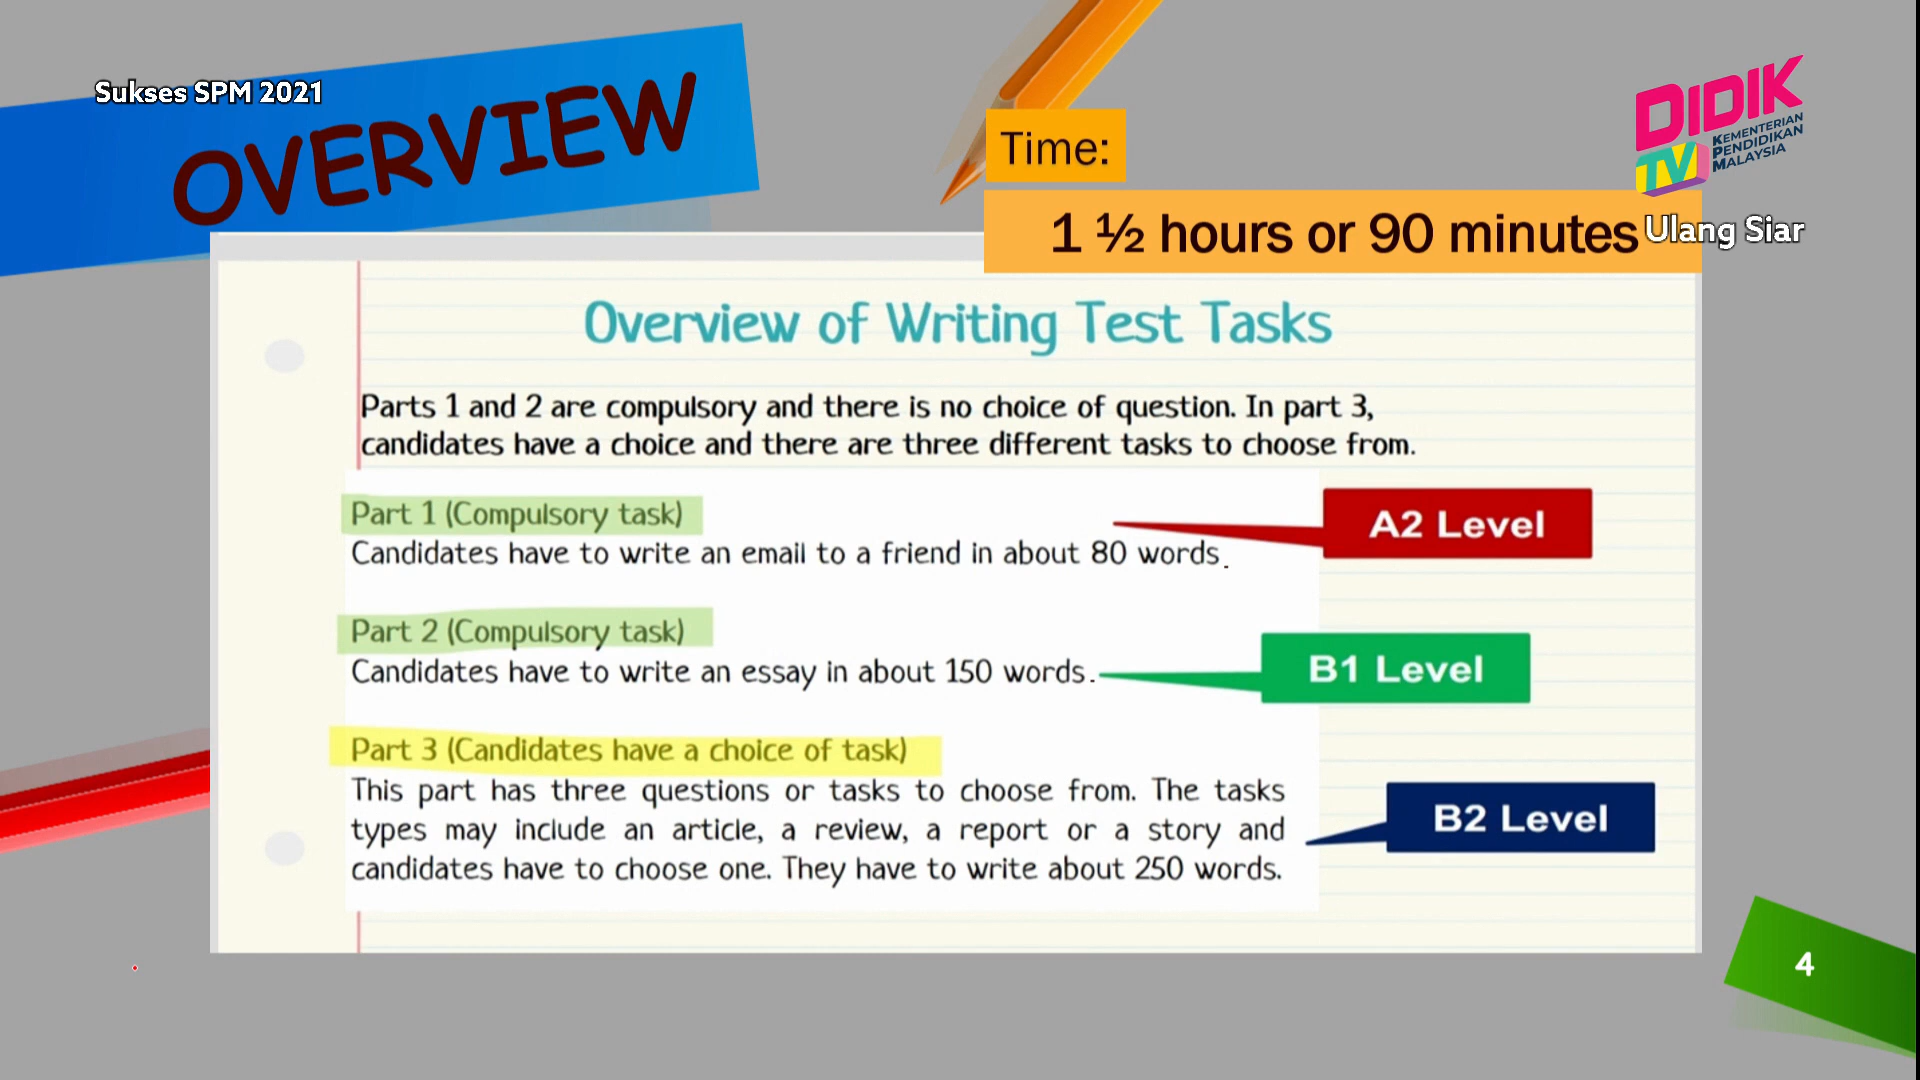 Sukses SPM 2021
OVERVIEW
Time:
1 ½ hours or 90 minutes
DIDIK
TV
KEMENTERIAN
PENDIDIKAN
MALAYSIA
Ulang Siar
Overview of Writing Test Tasks
Parts 1 and 2 are compulsory and there is no choice of question. In part 3,
candidates have a choice and there are three different tasks to choose from.
Part 1 (Compulsory task)
Candidates have to write an email to a friend in about 80 words.
A2 Level
Part 2 (Compulsory task)
Candidates have to write an essay in about 150 words.
B1 Level
Part 3 (Candidates have a choice of task)
This part has three questions or tasks to choose from. The tasks
types may include an article, a review, a report or a story and
candidates have to choose one. They have to write about 250 words.
B2 Level
4